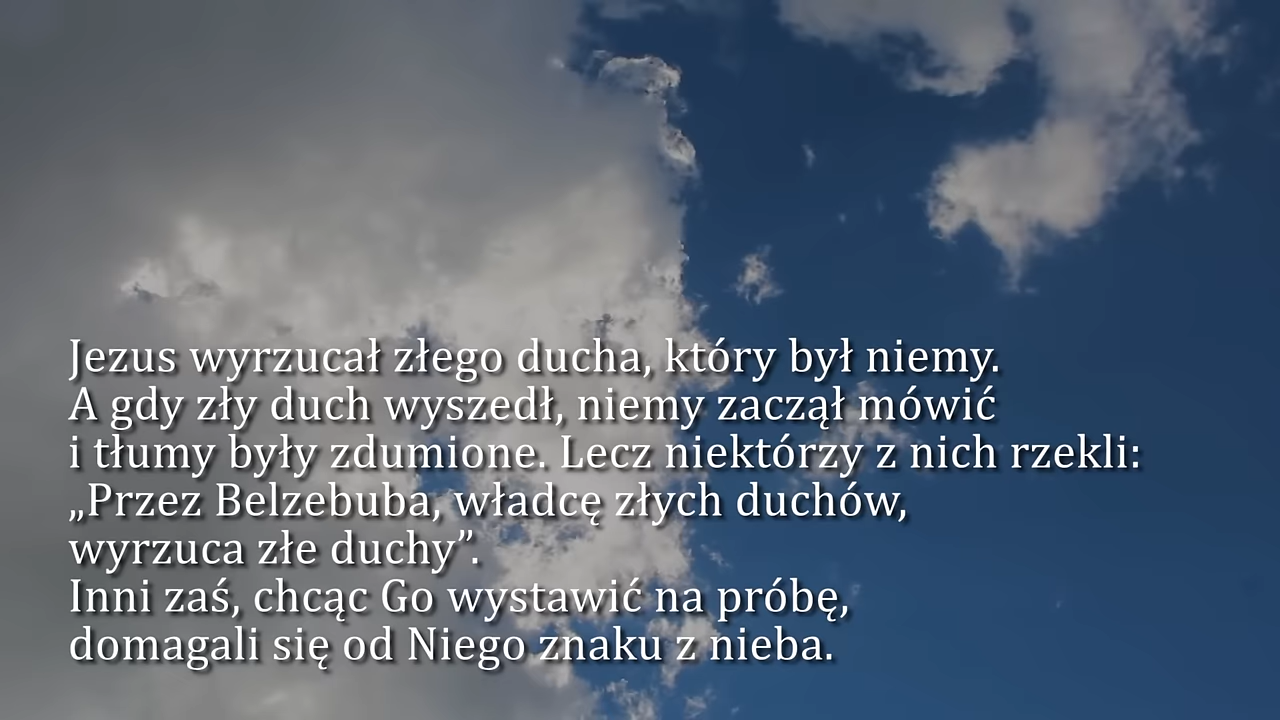 Jezus wyrzucał złego ducha, który był niemy.
A gdy zły duch wyszedł, niemy zaczął mówić
i tłumy były zdumione. Lecz niektórzy z nich rzekli:
„Przez Belzebuba, władcę złych duchów,
wyrzuca złe duchy”.
Inni zaś, chcąc Go wystawić na próbę,
domagali się od Niego znaku z nieba.